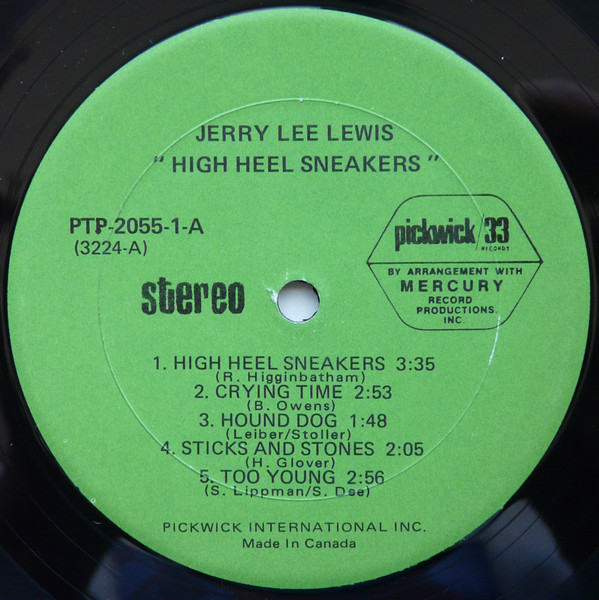 JERRY LEE LEWIS
" HIGH HEEL SNEAKERS "
PTP-2055-1-A
(3224-A)
pickwick/33
RECORDS
BY ARRANGEMENT WITH
MERCURY
RECORD
PRODUCTIONS.
INC.
stereo
1. HIGH HEEL SNEAKERS 3:35
(R. Higginbatham)
2. CRYING TIME 2:53
(B. Owens)
3. HOUND DOG 1:48
(Leiber/Stoller)
4. STICKS AND STONES 2:05
(H. Glover)
5. TOO YOUNG 2:56
(S. Lippman/S. Dee)
PICKWICK INTERNATIONAL INC.
Made In Canada